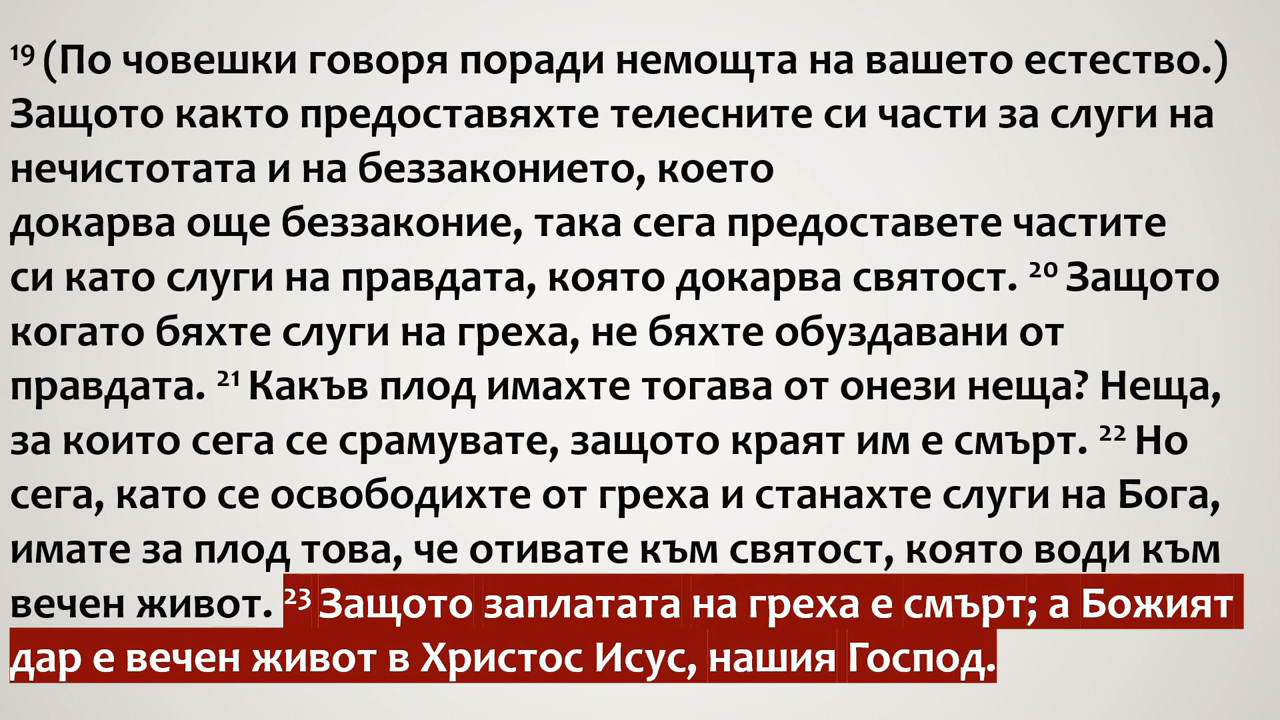 ¹⁹ (По човешки говоря поради немощта на вашето естество.)
Защото както предоставяхте телесните си части за слуги на
нечистотата и на беззаконието, което
докарва още беззаконие, така сега предоставете частите
си като слуги на правдата, която докарва святост. ²⁰ Защото
когато бяхте слуги на греха, не бяхте обуздавани от
правдата. ²¹ Какъв плод имахте тогава от онези неща? Неща,
за които сега се срамувате, защото краят им е смърт. ²² Но
сега, като се освободихте от греха и станахте слуги на Бога,
имате за плод това, че отивате към святост, която води към
вечен живот. ²³ Защото заплатата на греха е смърт; а Божият
дар е вечен живот в Христос Исус, нашия Господ.